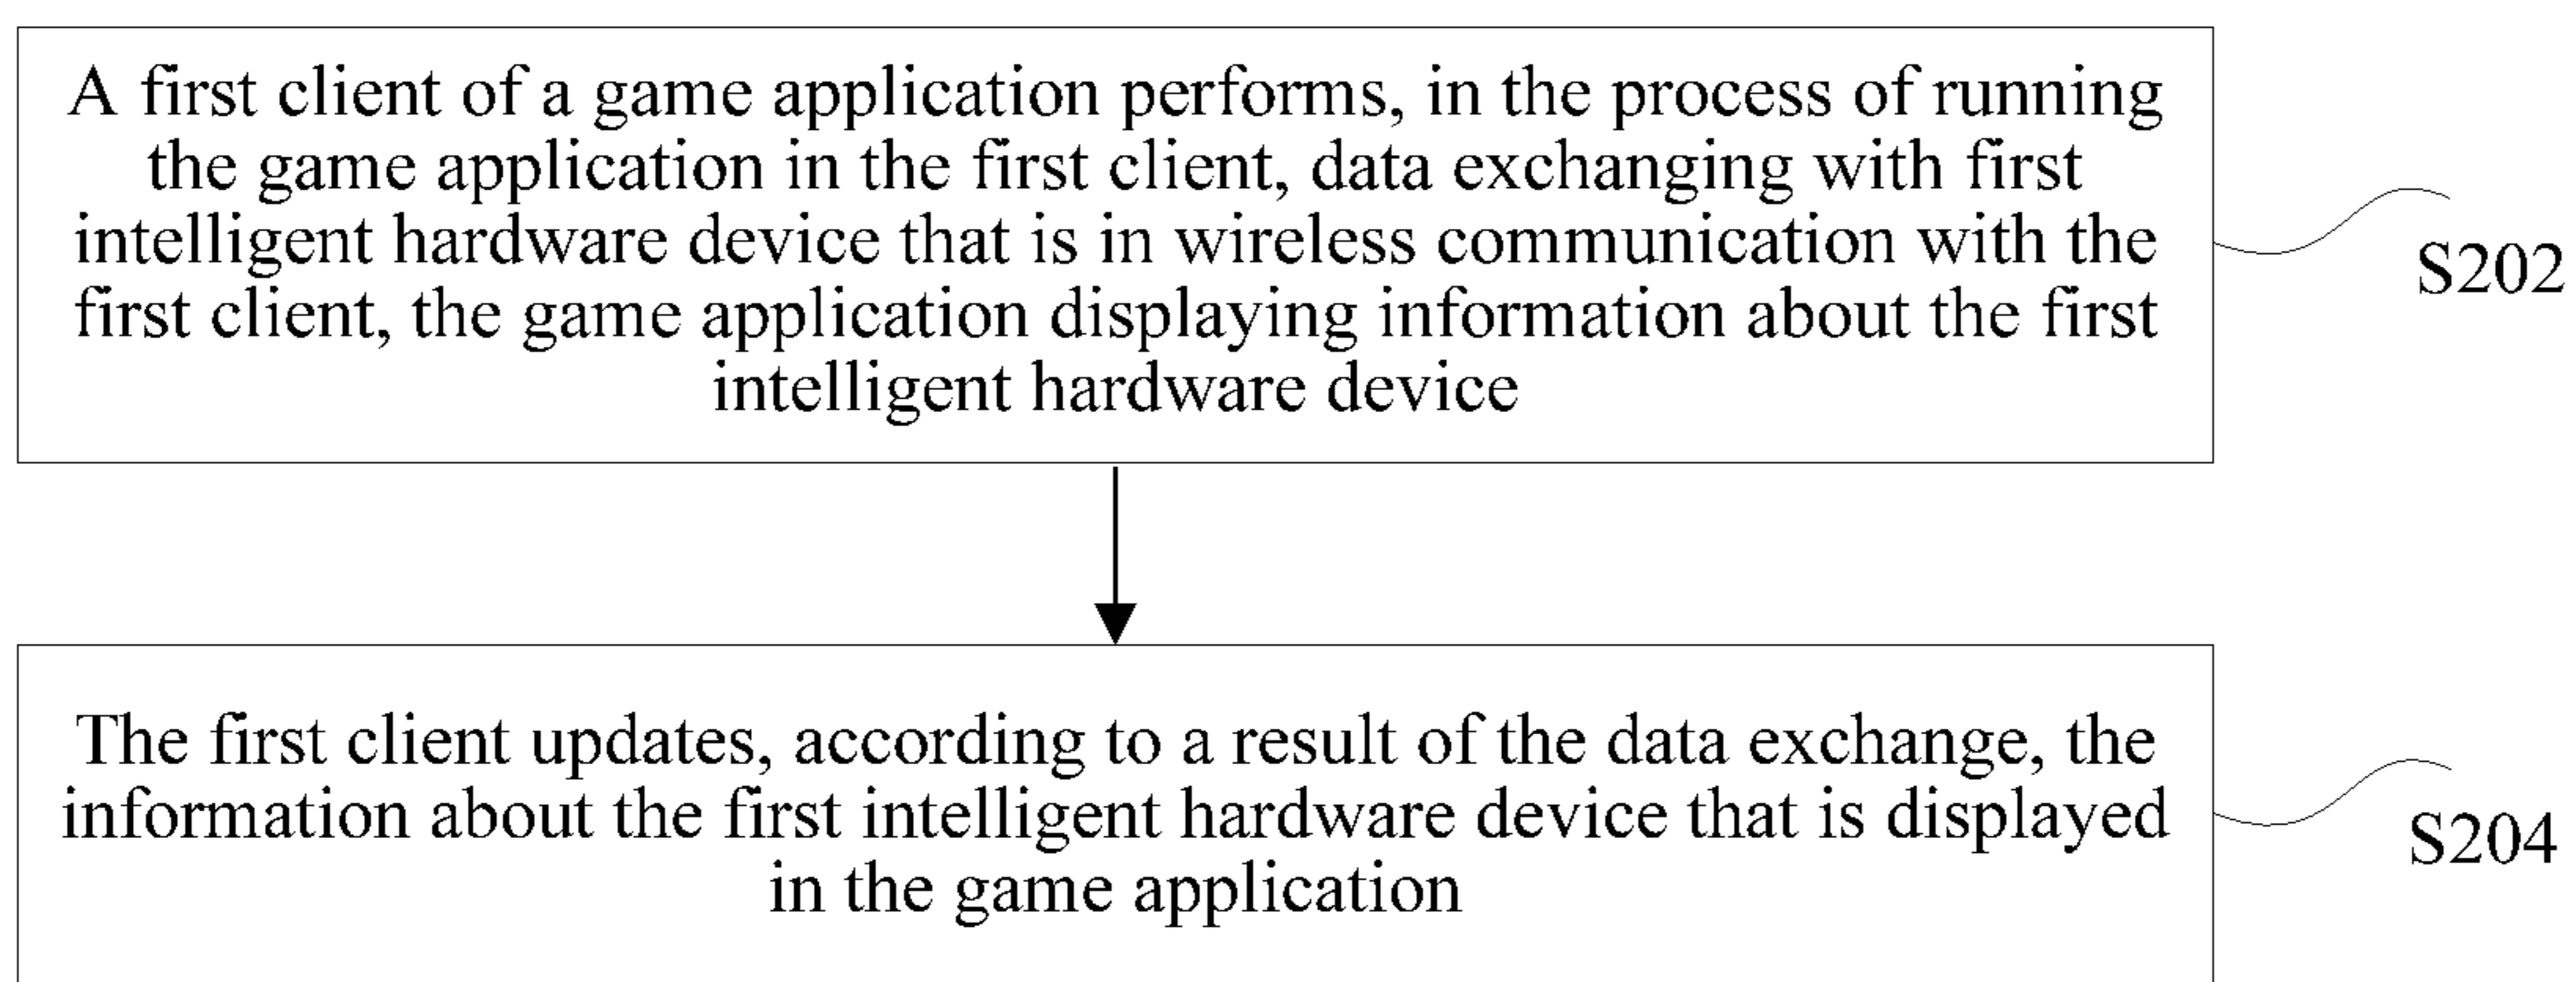 A first client of a game application performs, in the process of running
the game application in the first client, data exchanging with first
intelligent hardware device that is in wireless communication with the
first client, the game application displaying information about the first
intelligent hardware device
S202
The first client updates, according to a result of the data exchange, the
information about the first intelligent hardware device that is displayed
in the game application
S204